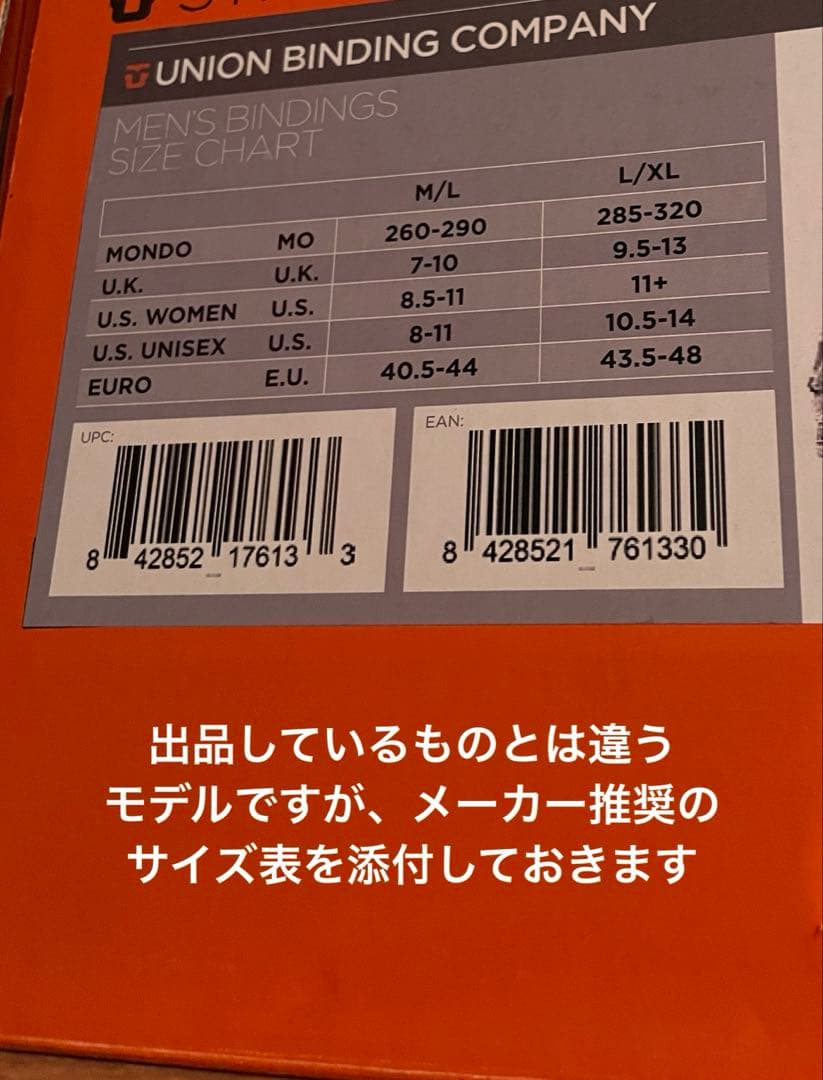 UNION BINDING COMPANY
MEN'S BINDINGS
SIZE CHART
M/L L/XL
MONDO MO 260-290 285-320
U.K. U.K. 7-10 9.5-13
U.S. WOMEN U.S. 8.5-11 11+
U.S. UNISEX U.S. 8-11 10.5-14
EURO E.U. 40.5-44 43.5-48
UPC: EAN:
8 42852 17613 3 8 428521 761330
出品しているものとは違う
モデルですが、メーカー推奨の
サイズ表を添付しておきます